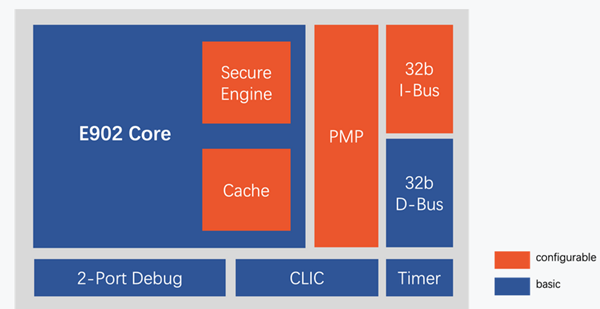 Secure
Engine
E902 Core
Cache
PMP
32b
I-Bus
32b
D-Bus
2-Port Debug
CLIC
Timer
configurable
basic